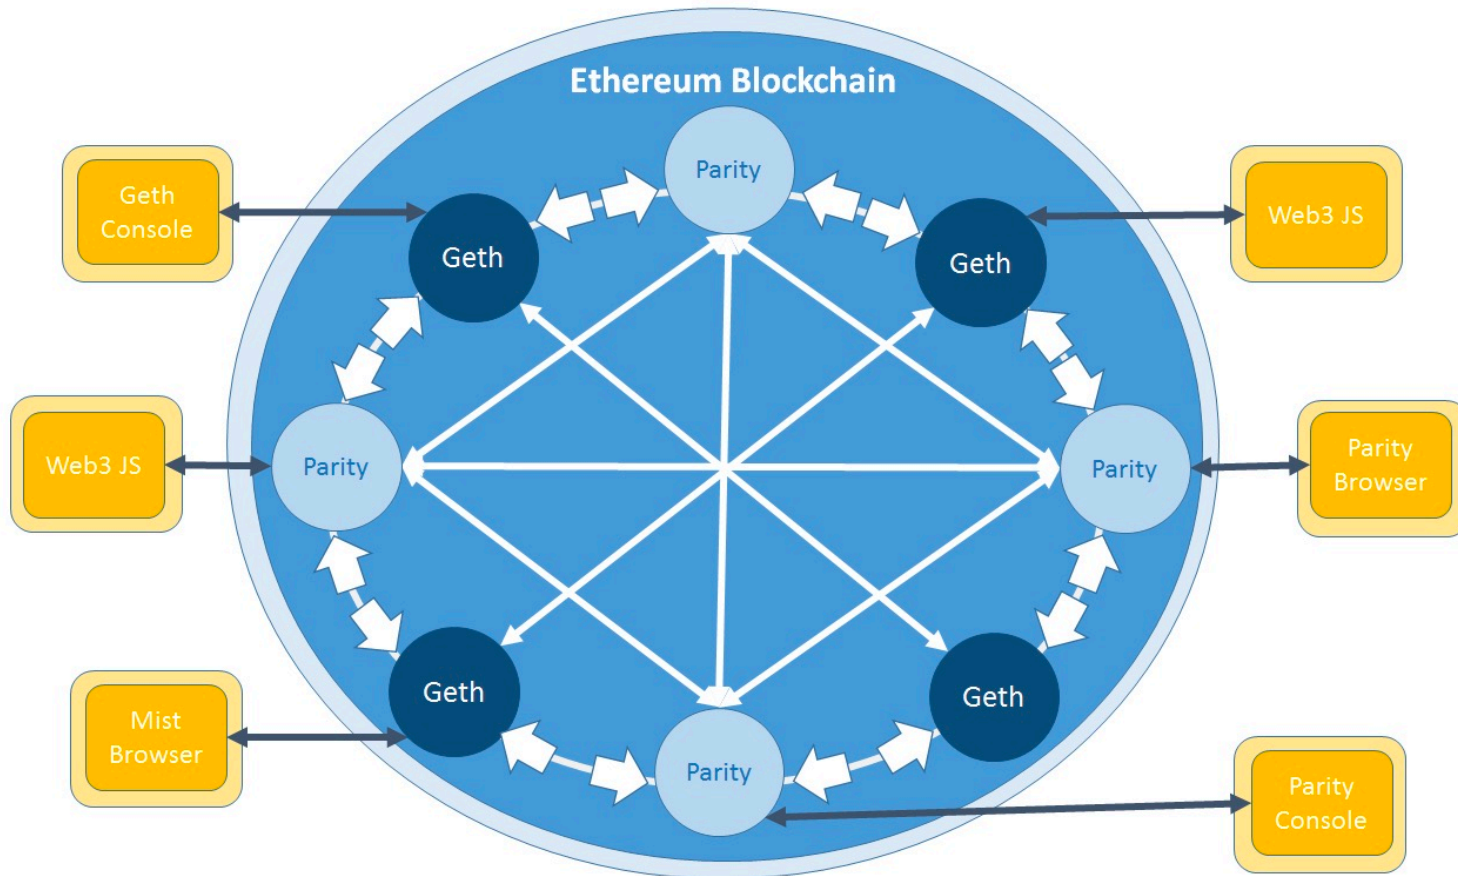 Ethereum Blockchain
Parity
Geth
Console
Geth
Geth
Web3 JS
Web3 JS
Parity
Parity
Parity
Browser
Mist
Browser
Geth
Geth
Parity
Parity
Console